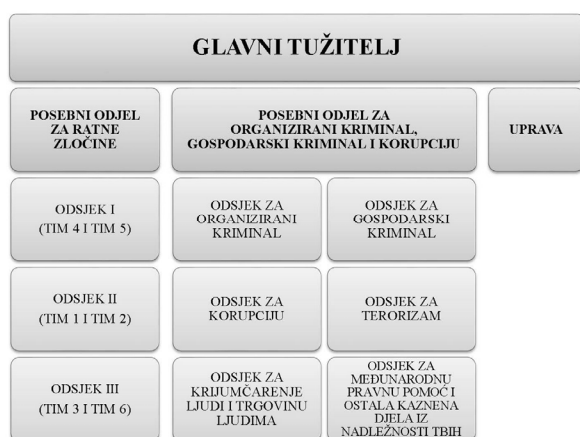 GLAVNI TUŽITELJ
POSEBNI ODJEL
ZA RATNE
ZLOČINE
POSEBNI ODJEL ZA
ORGANIZIRANI KRIMINAL,
GOSPODARSKI KRIMINAL I KORUPCIJU
UPRAVA
ODSJEK I
(TIM 4 I TIM 5)
ODSJEK ZA
ORGANIZIRANI
KRIMINAL
ODSJEK ZA
GOSPODARSKI
KRIMINAL
ODSJEK II
(TIM 1 I TIM 2)
ODSJEK ZA
KORUPCIJU
ODSJEK ZA
TERORIZAM
ODSJEK III
(TIM 3 I TIM 6)
ODSJEK ZA
KRIJUMČARENJE
LJUDI I TRGOVINU
LJUDIMA
ODSJEK ZA
MEĐUNARODNU
PRAVNU POMOĆ I
OSTALA KAZNENA
DJELA IZ
NADLEŽNOSTI TBIH